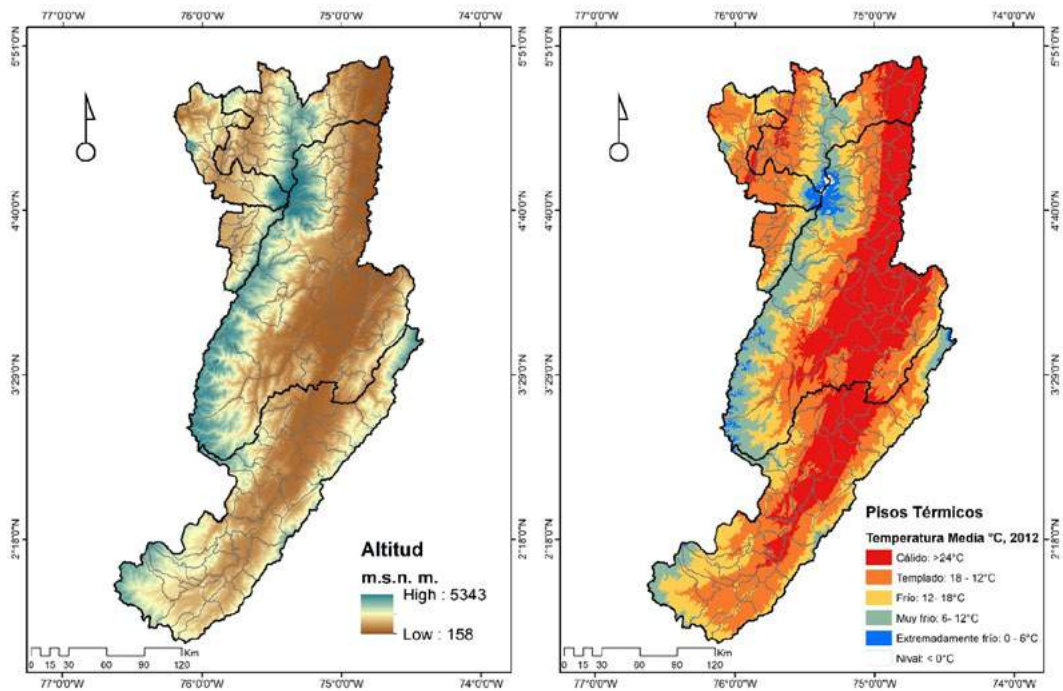 77°0'0"W 76°0'0"W 75°0'0"W 74°0'0"W
5°51'0"N
4°40'0"N
3°29'0"N
2°18'0"N
Altitud
m.s.n. m.
High : 5343
Low : 158
0 15 30 60 90 120
Km
77°0'0"W 76°0'0"W 75°0'0"W 74°0'0"W
77°0'0"W 76°0'0"W 75°0'0"W 74°0'0"W
5°51'0"N
4°40'0"N
3°29'0"N
2°18'0"N
Pisos Térmicos
Temperatura Media °C, 2012
Cálido: >24°C
Templado: 18 - 12°C
Frío: 12- 18°C
Muy frío: 6- 12°C
Extremadamente frío: 0 - 6°C
Nival: < 0°C
0 15 30 60 90 120
Km
77°0'0"W 76°0'0"W 75°0'0"W 74°0'0"W